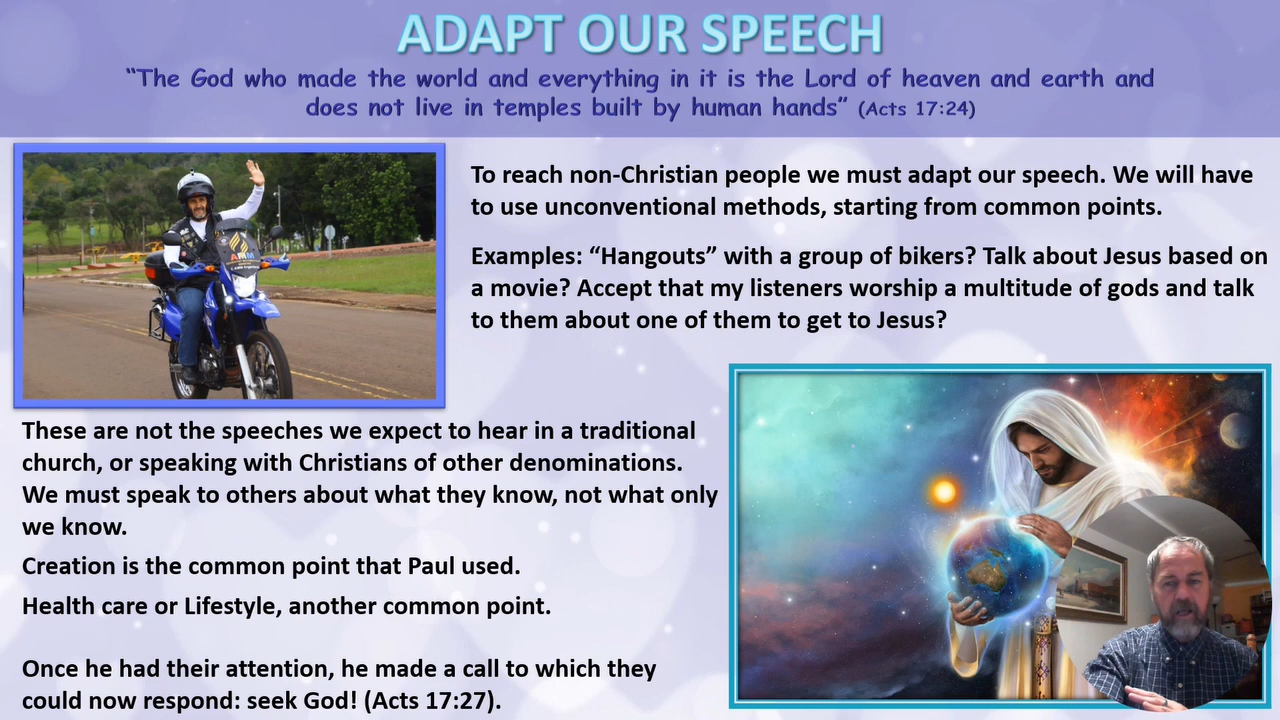 ADAPT OUR SPEECH
“The God who made the world and everything in it is the Lord of heaven and earth and
does not live in temples built by human hands” (Acts 17:24)
To reach non-Christian people we must adapt our speech. We will have
to use unconventional methods, starting from common points.
Examples: “Hangouts” with a group of bikers? Talk about Jesus based on
a movie? Accept that my listeners worship a multitude of gods and talk
to them about one of them to get to Jesus?
These are not the speeches we expect to hear in a traditional
church, or speaking with Christians of other denominations.
We must speak to others about what they know, not what only
we know.
Creation is the common point that Paul used.
Health care or Lifestyle, another common point.
Once he had their attention, he made a call to which they
could now respond: seek God! (Acts 17:27).